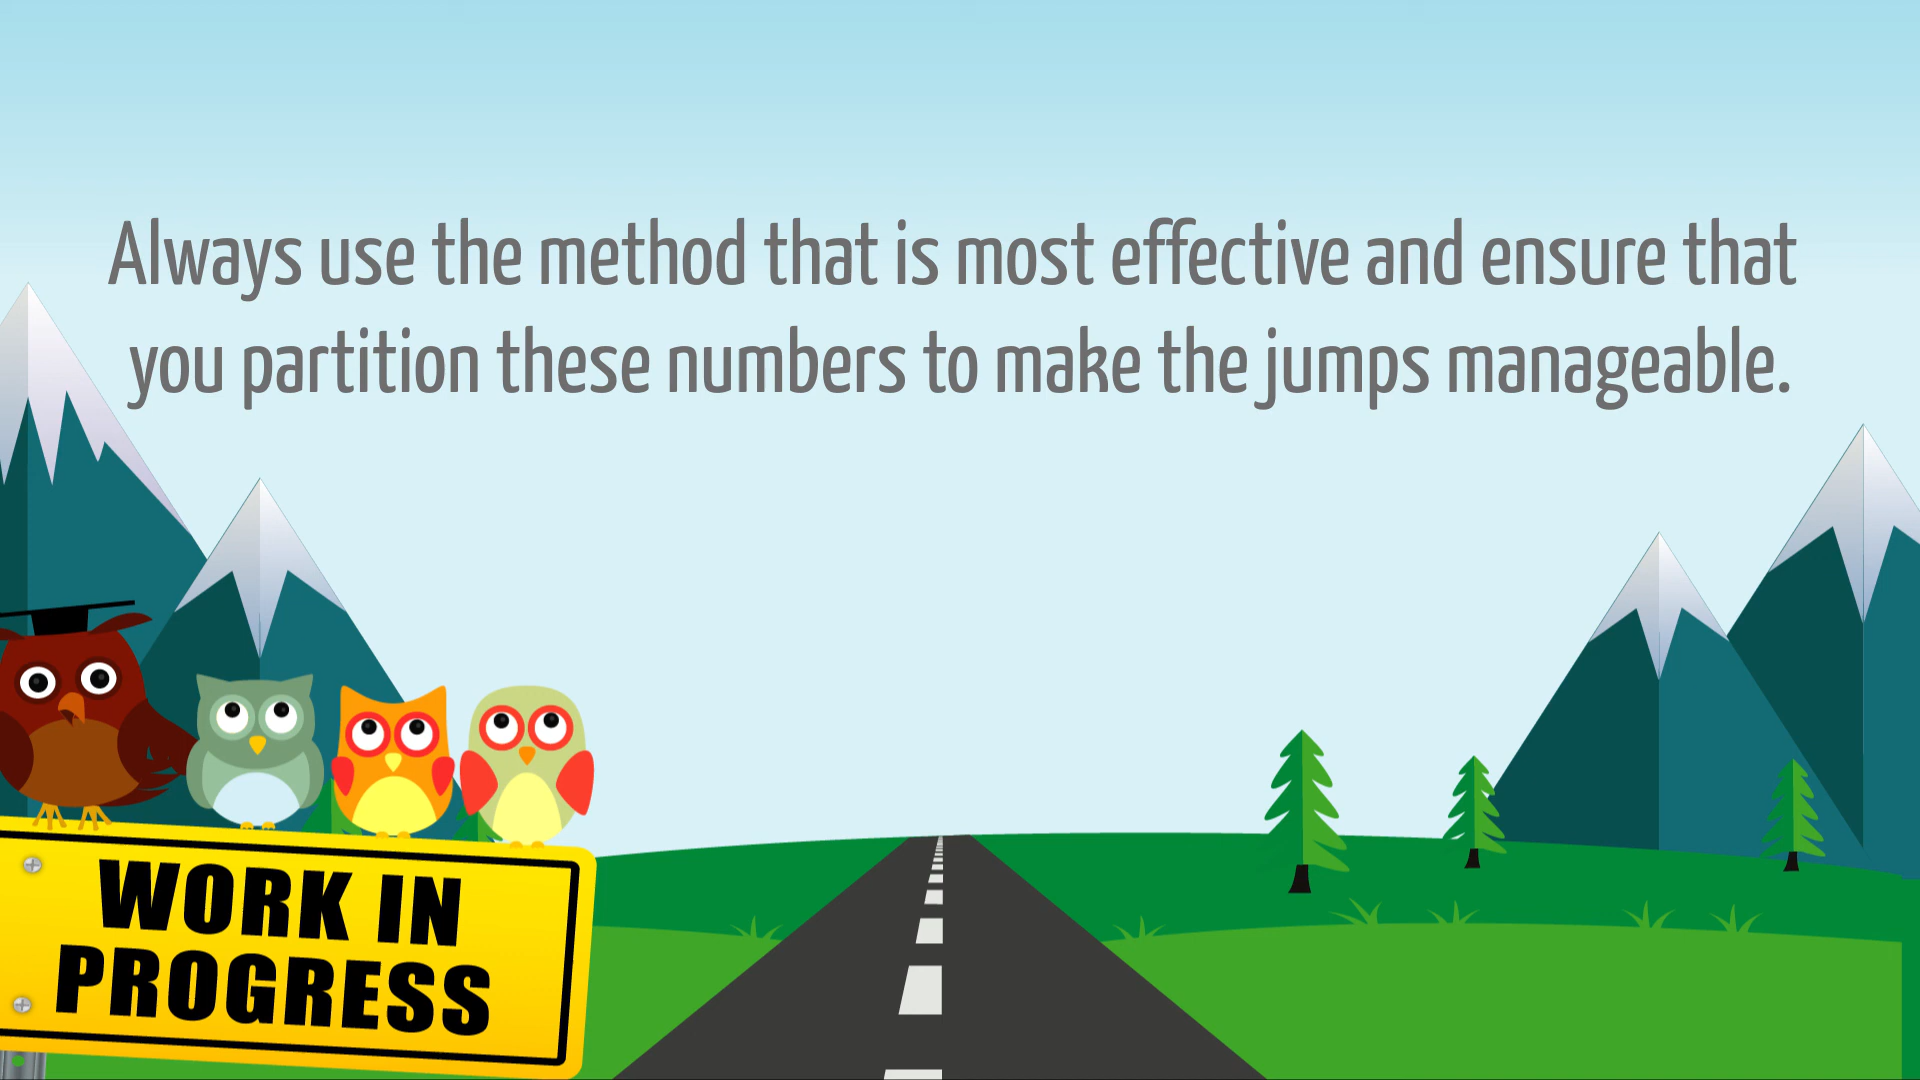 Always use the method that is most effective and ensure that
you partition these numbers to make the jumps manageable.
WORK IN
PROGRESS